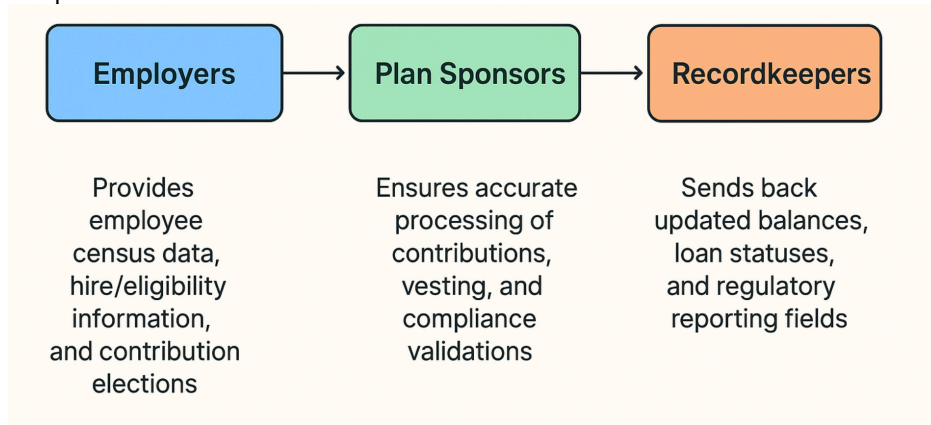 Employers
Plan Sponsors
Recordkeepers
Provides
employee
census data,
hire/eligibility
information,
and contribution
elections
Ensures accurate
processing of
contributions,
vesting, and
compliance
validations
Sends back
updated balances,
loan statuses,
and regulatory
reporting fields